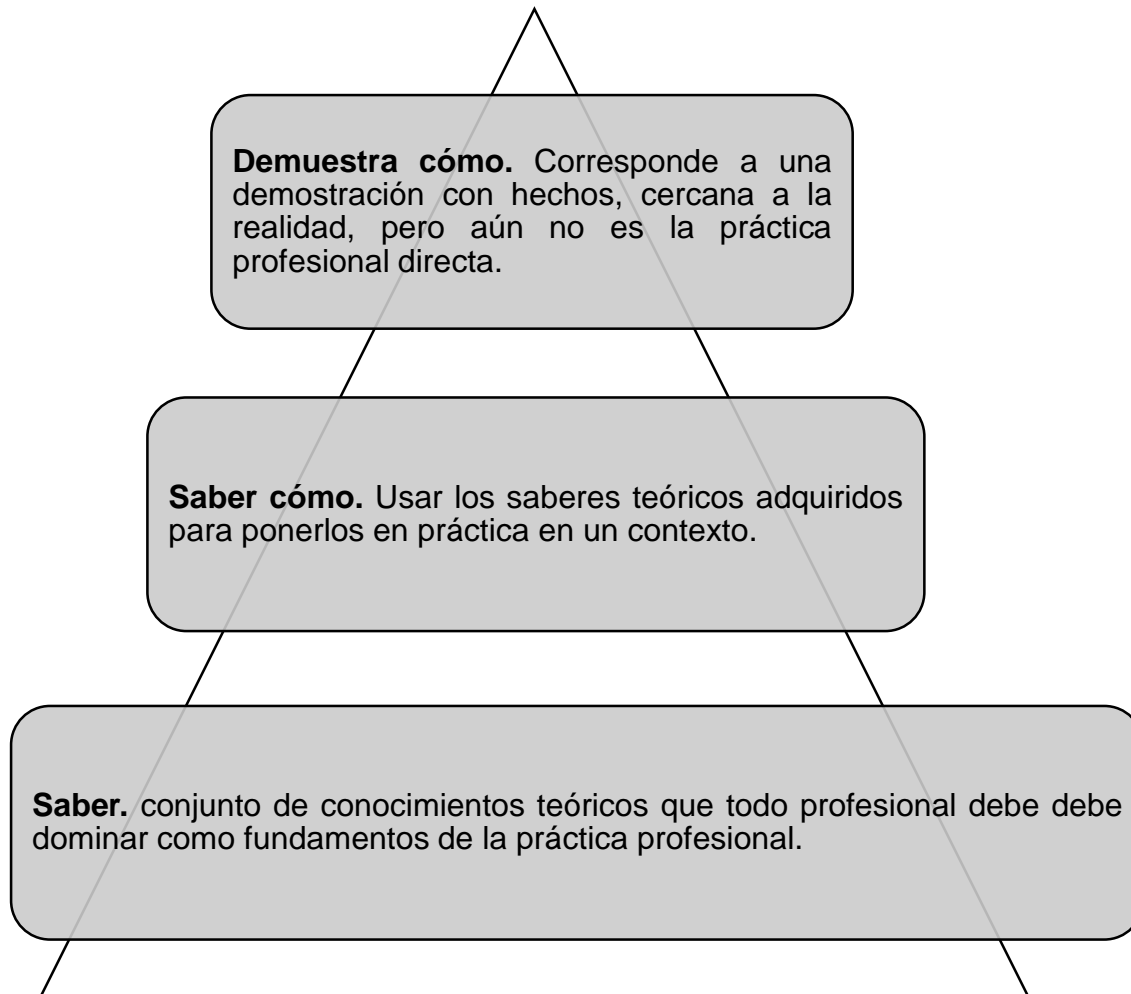 Demuestra cómo. Corresponde a una
demostración con hechos, cercana a la
realidad, pero aún no es la práctica
profesional directa.
Saber cómo. Usar los saberes teóricos adquiridos
para ponerlos en práctica en un contexto.
Saber. conjunto de conocimientos teóricos que todo profesional debe debe
dominar como fundamentos de la práctica profesional.